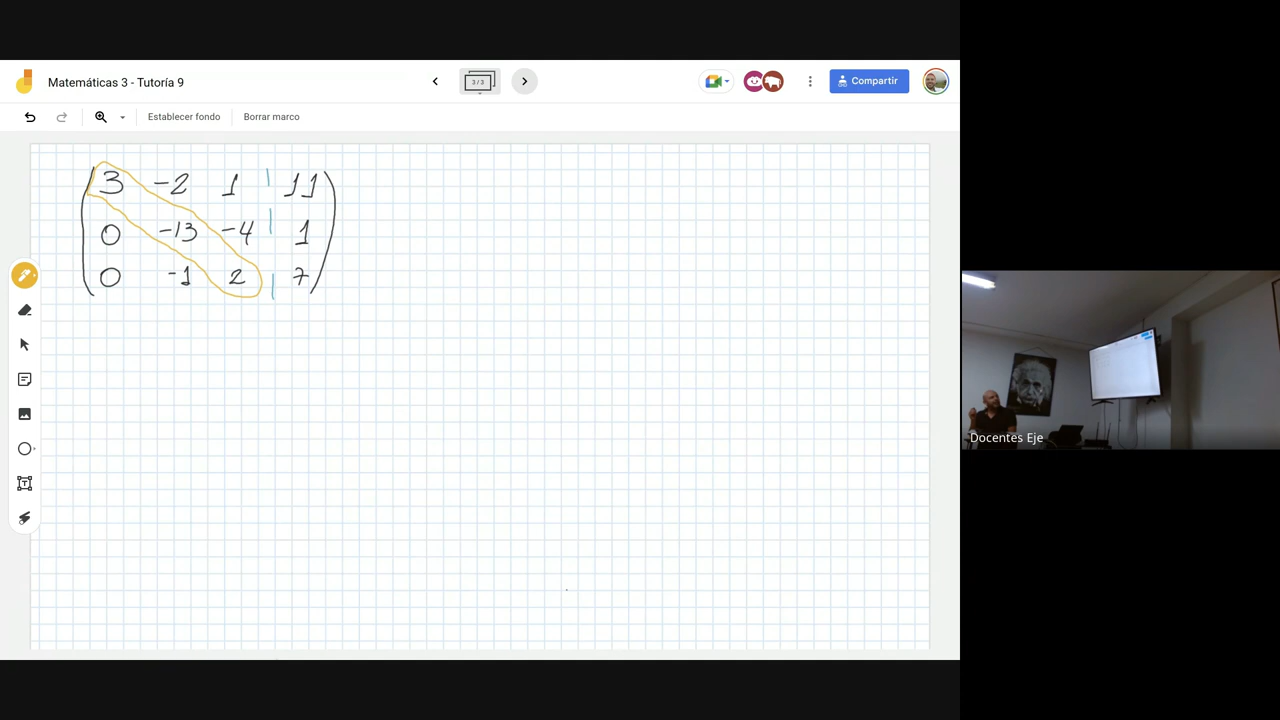 Matemáticas 3 - Tutoría 9
3 / 3
Compartir
Establecer fondo
Borrar marco
3 -2 1 11
0 -13 -4 1
0 -1 2 7
Docentes Eje